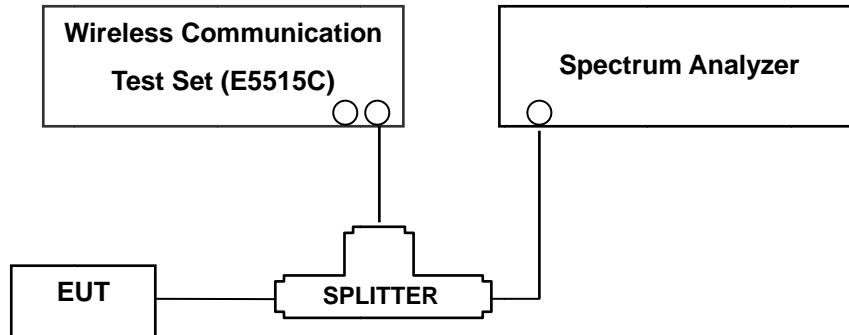 Wireless Communication
Test Set (E5515C)
Spectrum Analyzer
EUT
SPLITTER